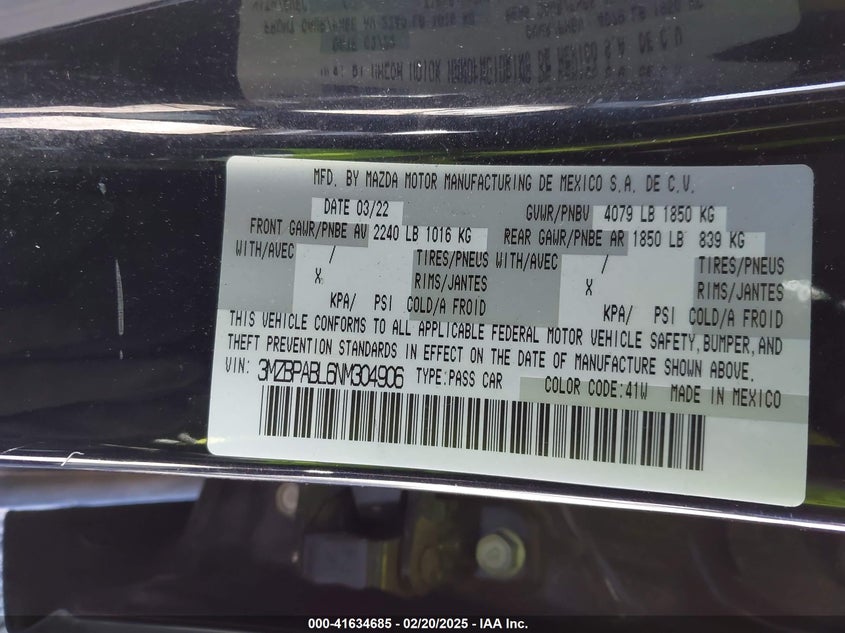 MFD. BY MAZDA MOTOR MANUFACTURING DE MEXICO S.A. DE C.V.
DATE 03/22 GVWR/PNBV 4079 LB 1850 KG
FRONT GAWR/PNBE AV 2240 LB 1016 KG REAR GAWR/PNBE AR 1850 LB 839 KG
WITH/AVEC / TIRES/PNEUS WITH/AVEC / TIRES/PNEUS
X RIMS/JANTES X RIMS/JANTES
KPA/ PSI COLD/A FROID KPA/ PSI COLD/A FROID
THIS VEHICLE CONFORMS TO ALL APPLICABLE FEDERAL MOTOR VEHICLE SAFETY, BUMPER, AND
THEFT PREVENTION STANDARDS IN EFFECT ON THE DATE OF MANUFACTURE SHOWN ABOVE.
VIN: 3MZBPABL6NM304906 TYPE:PASS CAR COLOR CODE:41W MADE IN MEXICO
000-41634685 - 02/20/2025 - IAA Inc.